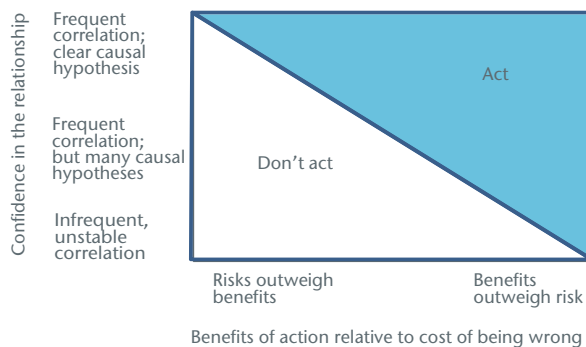 Confidence in the relationship
Frequent
correlation;
clear causal
hypothesis
Frequent
correlation;
but many causal
hypotheses
Infrequent,
unstable
correlation
Act
Don't act
Risks outweigh
benefits
Benefits
outweigh risk
Benefits of action relative to cost of being wrong